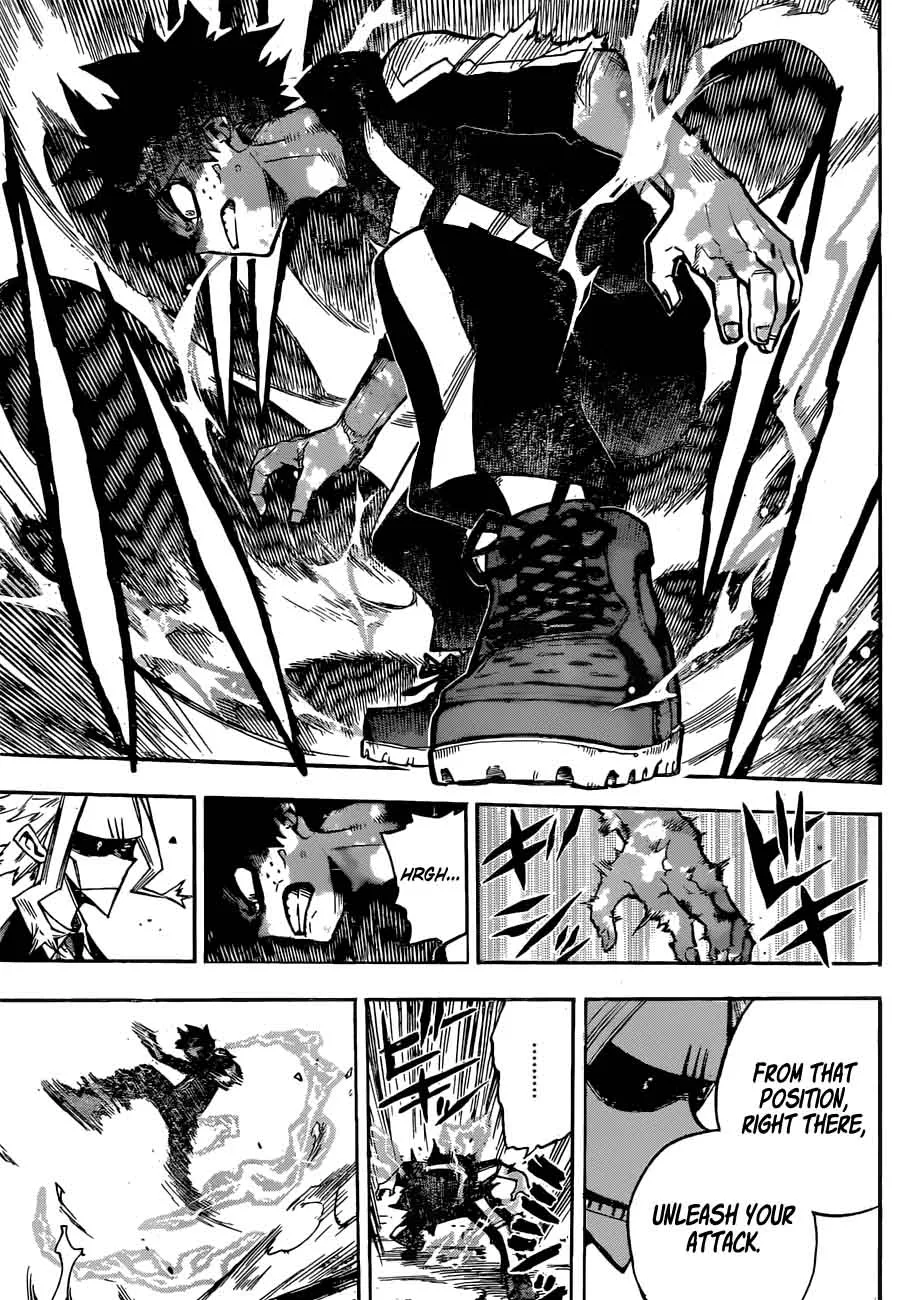 HRGH...
FROM THAT
POSITION,
RIGHT THERE,
UNLEASH YOUR
ATTACK.
.........